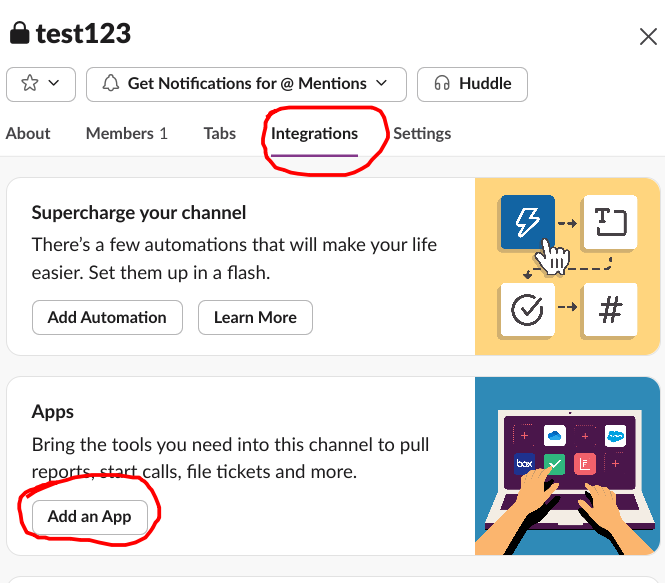 test123
Get Notifications for @ Mentions
Huddle
About Members 1 Tabs Integrations Settings
Supercharge your channel
There’s a few automations that will make your life
easier. Set them up in a flash.
Add Automation Learn More
T
#
Apps
Bring the tools you need into this channel to pull
reports, start calls, file tickets and more.
box
Add an App